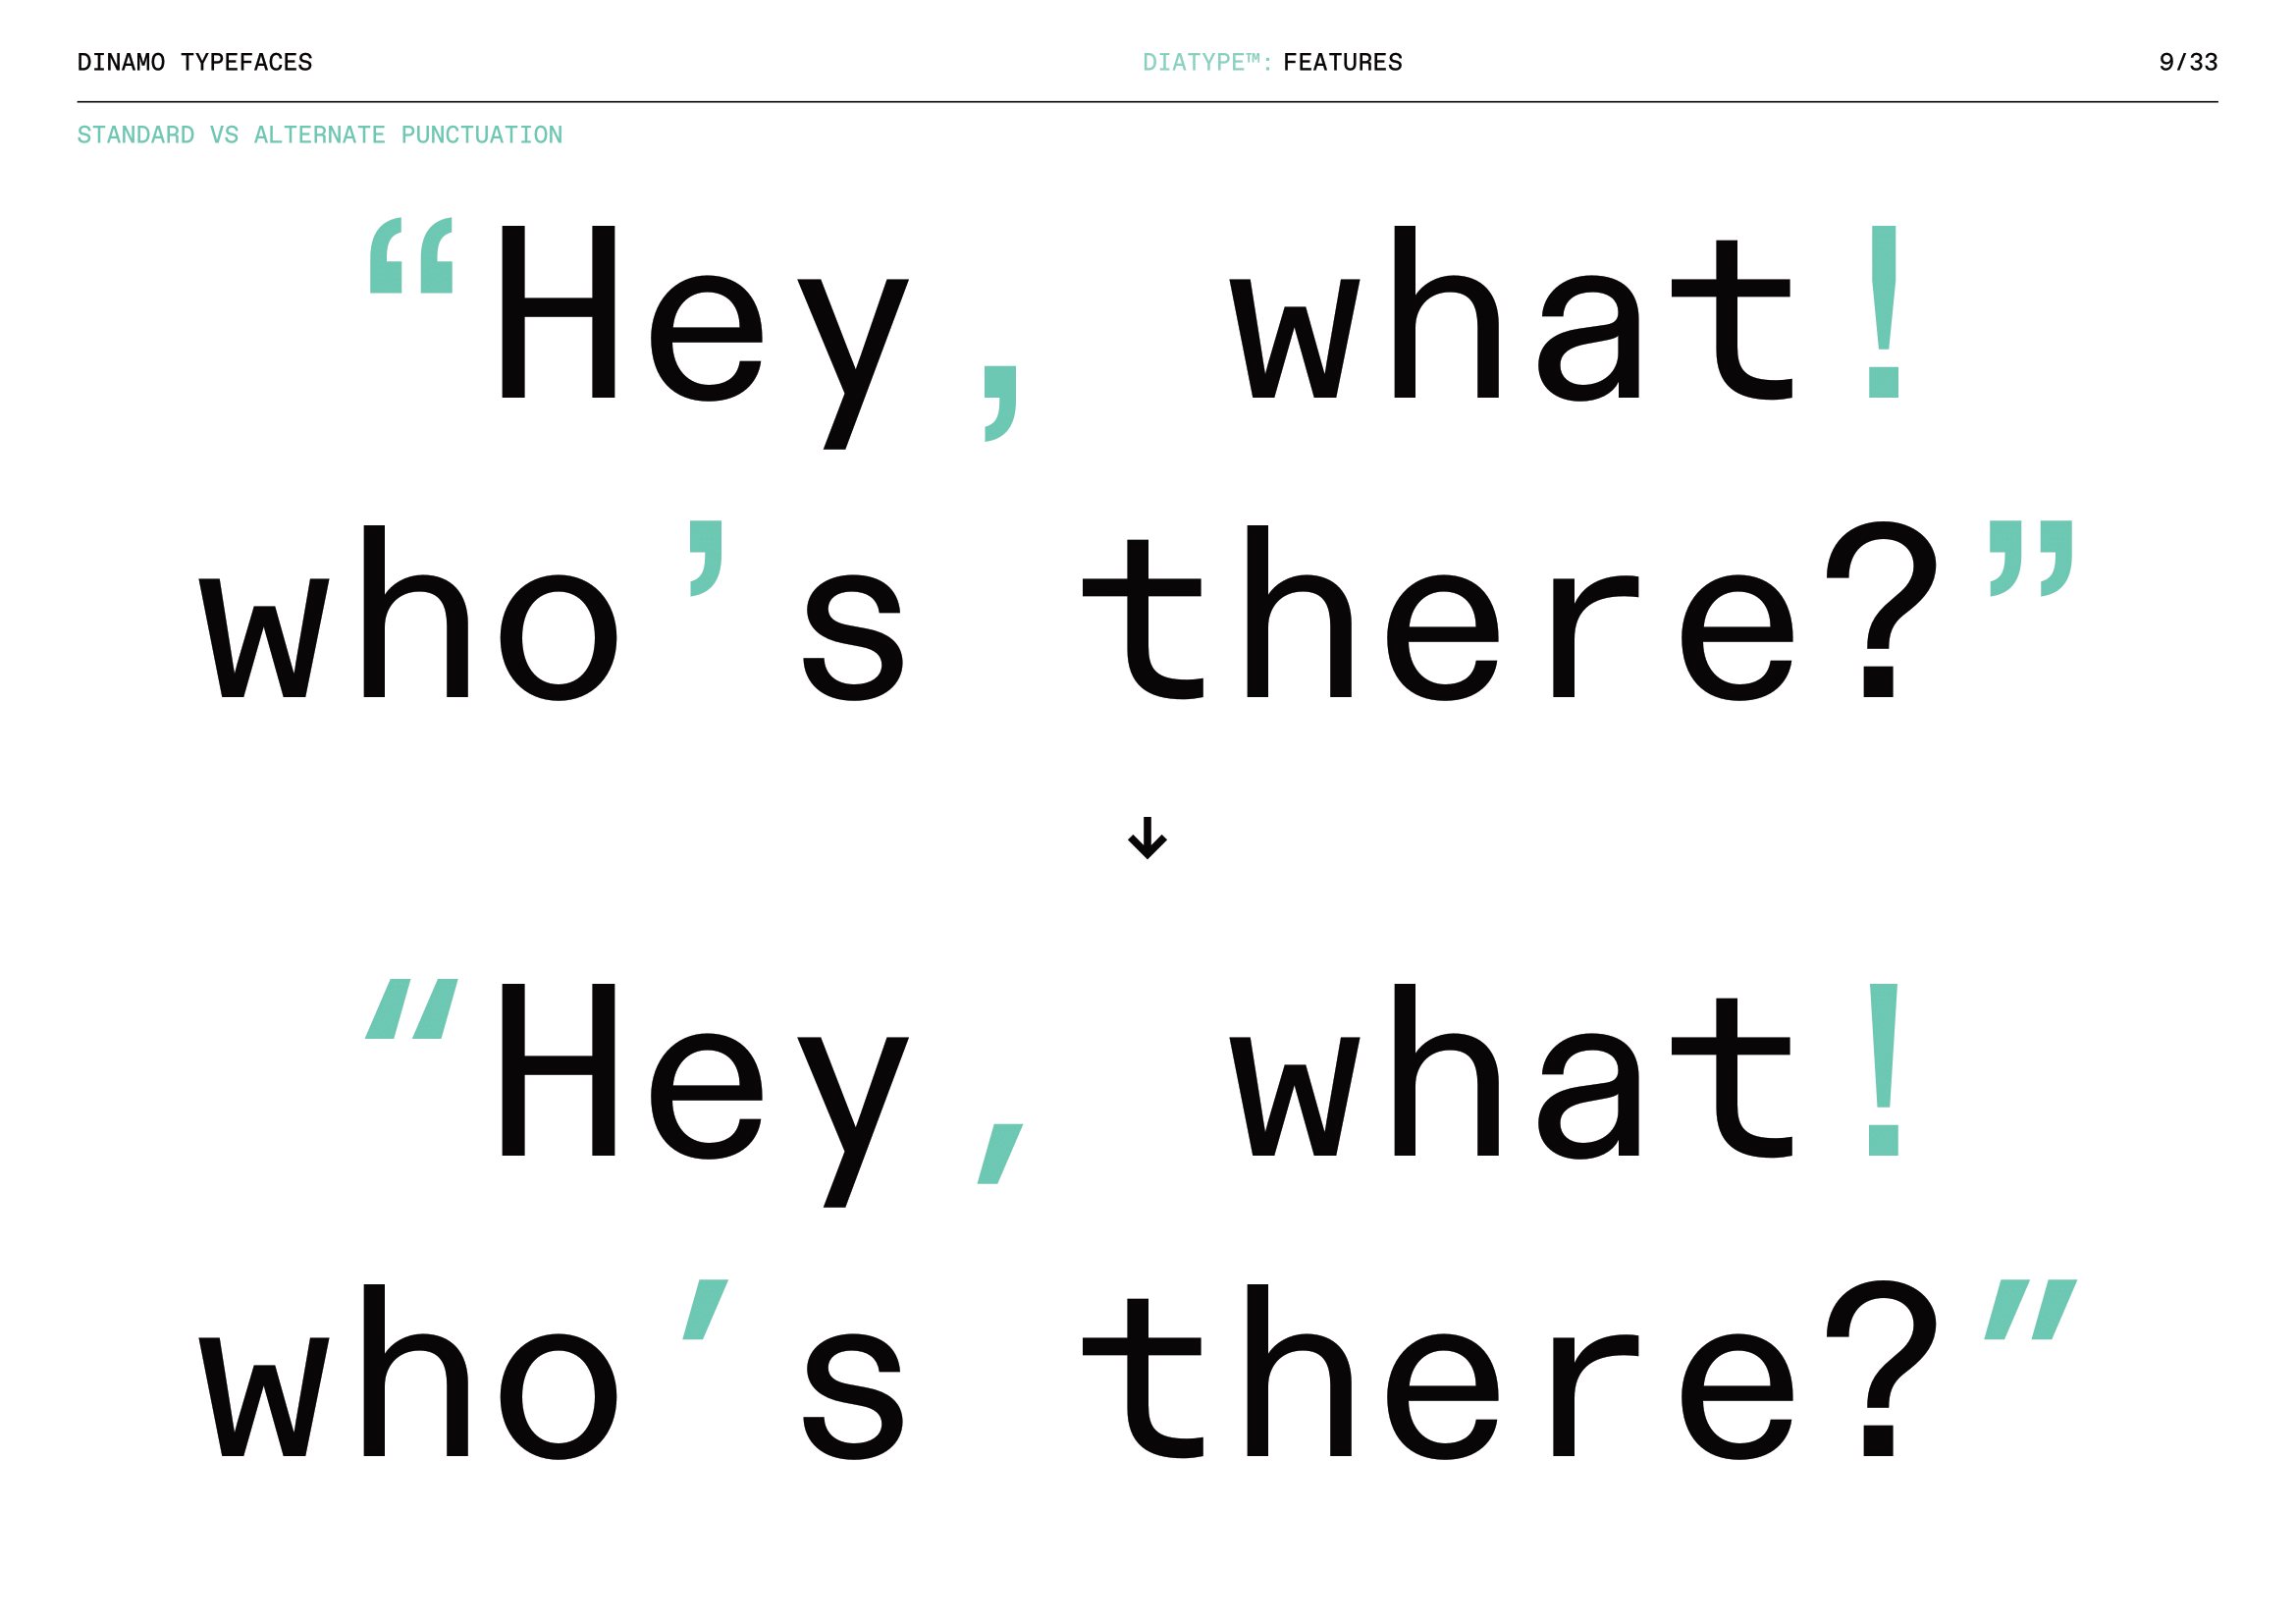 DINAMO TYPEFACES
DIATYPE™: FEATURES
9/33
STANDARD VS ALTERNATE PUNCTUATION
“Hey, what!
who’s there?”
↓
“Hey, what!
who’s there?”